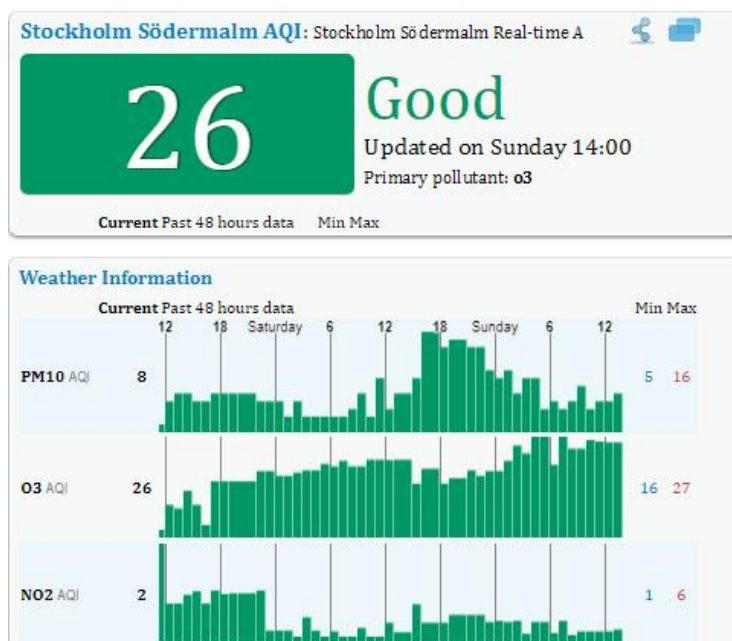 Stockholm Södermalm AQI: Stockholm Södermalm Real-time A
26
Good
Updated on Sunday 14:00
Primary pollutant: o3
Current Past 48 hours data Min Max
Weather Information
Current Past 48 hours data Min Max
12 18 Saturday 6 12 18 Sunday 6 12
PM10 AQI 8 5 16
O3 AQI 26 16 27
NO2 AQI 2 1 6